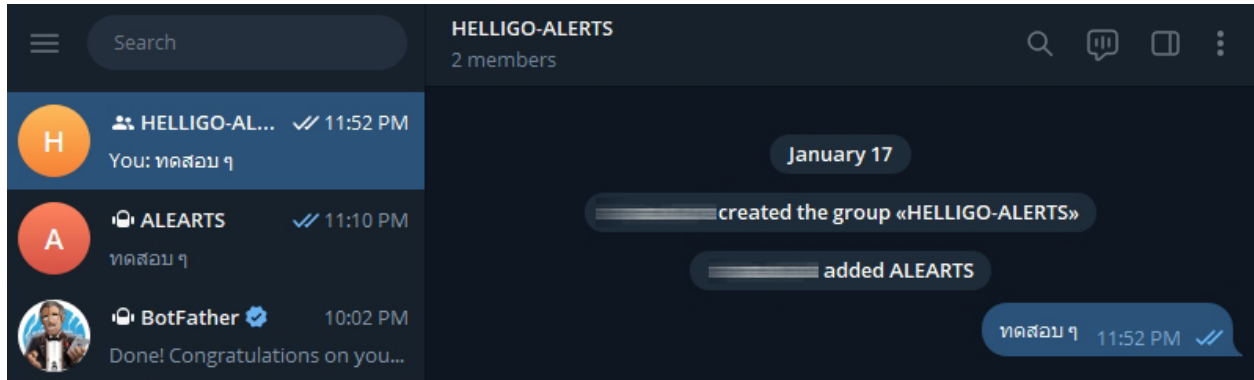 Search
H
HELLIGO-AL... 11:52 PM
You: ทดสอบ ๆ
A
ALEARTS 11:10 PM
ทดสอบ ๆ
BotFather 10:02 PM
Done! Congratulations on you...
HELLIGO-ALERTS
2 members
January 17
created the group «HELLIGO-ALERTS»
added ALEARTS
ทดสอบ ๆ 11:52 PM